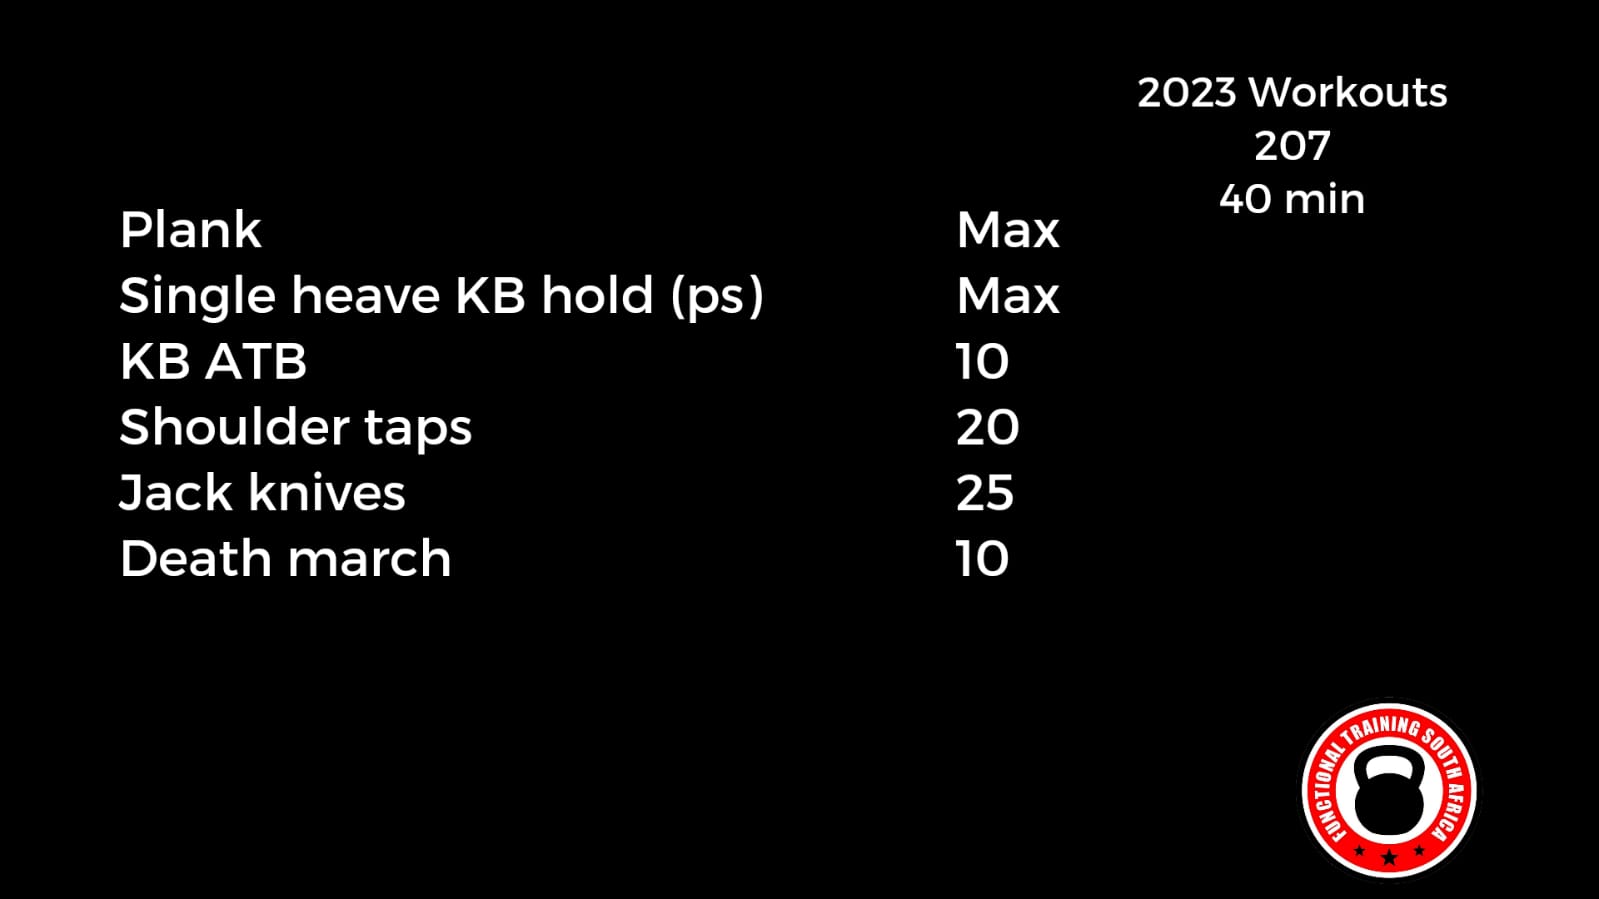 2023 Workouts
207
40 min
Plank Max
Single heave KB hold (ps) Max
KB ATB 10
Shoulder taps 20
Jack knives 25
Death march 10
FUNCTIONAL TRAINING SOUTH AFRICA